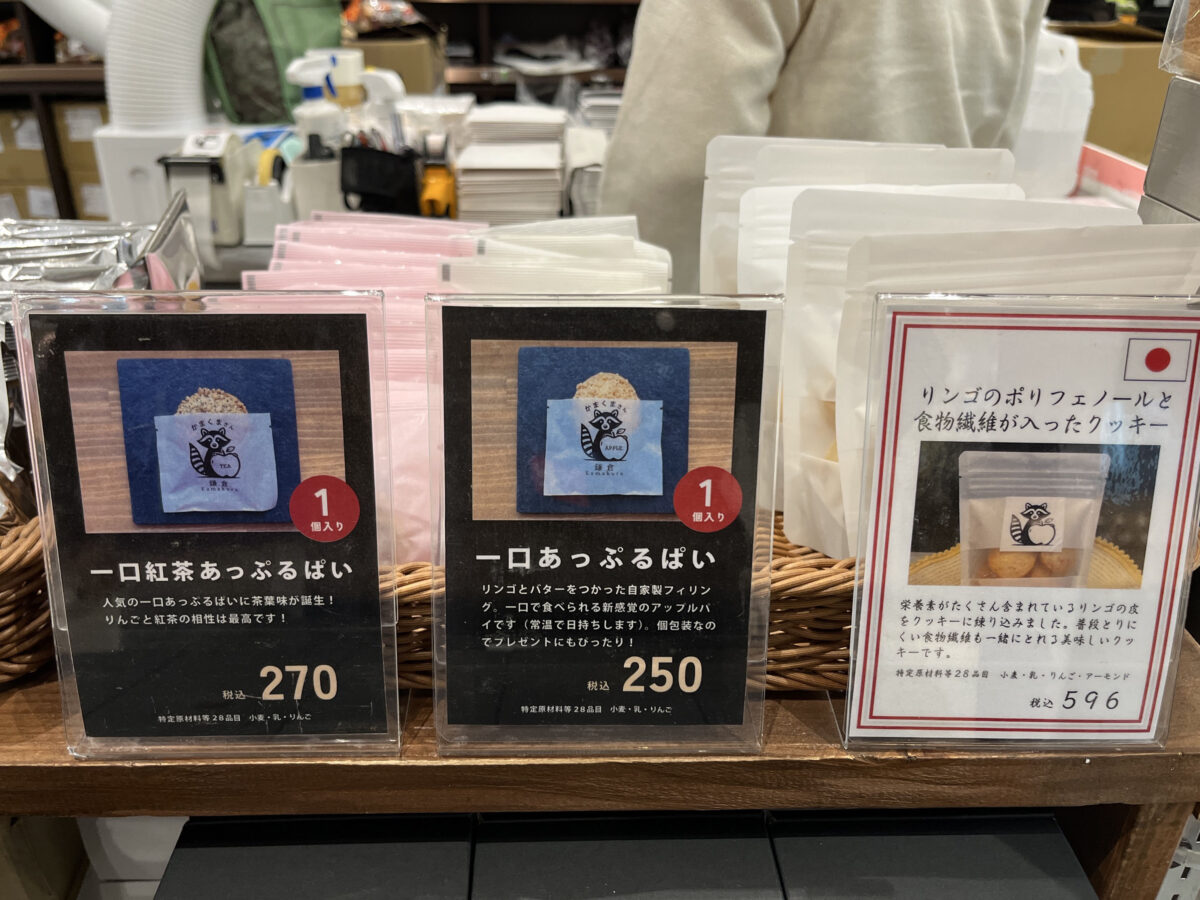 かまくまさん
TEA
鎌倉
Kamakura
1
個入り
一口紅茶あっぷるぱい
人気の一口あっぷるぱいに茶葉味が誕生!
りんごと紅茶の相性は最高です!
税込 270
特定原材料等28品目 小麦・乳・りんご
かまくまさん
APPLE
鎌倉
Kamakura
1
個入り
一口あっぷるぱい
リンゴとバターをつかった自家製フィリン
グ。一口で食べられる新感覚のアップルパ
イです(常温で日持ちします)。個包装なの
でプレゼントにもぴったり!
税込 250
特定原材料等28品目 小麦・乳・りんご
リンゴのポリフェノールと
食物繊維が入ったクッキー
栄養素がたくさん含まれているリンゴの皮
をクッキーに練り込みました。普段とりに
くい食物繊維も一緒にとれる美味しいクッ
キーです。
特定原材料等28品目 小麦・乳・りんご・アーモンド
税込 596